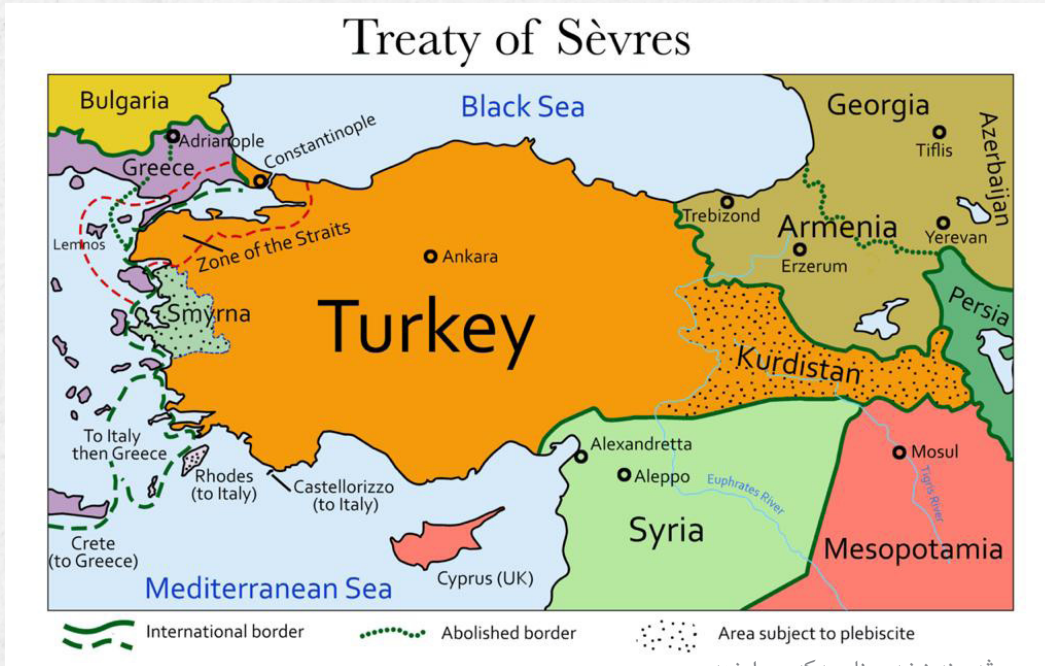 Treaty of Sèvres
Bulgaria
Black Sea
Georgia
Azerbaijan
Adrianople
Constantinople
Tiflis
Greece
Trebizond
Armenia
Yerevan
Lemnos
Zone of the Straits
Ankara
Erzerum
Persia
Smyrna
Turkey
Kurdistan
To Italy
then Greece
Rhodes
(to Italy)
Castellorizzo
(to Italy)
Alexandretta
Aleppo
Euphrates River
Mosul
Tigris River
Syria
Mesopotamia
Crete
(to Greece)
Cyprus (UK)
Mediterranean Sea
International border
Abolished border
Area subject to plebiscite